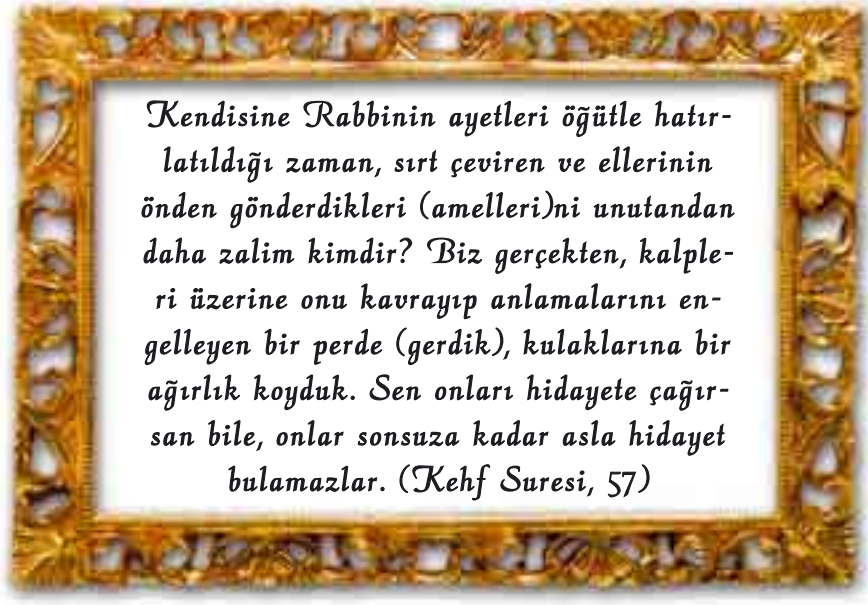 Kendisine Rabbinin ayetleri öğütle hatır-
latıldığı zaman, sırt çeviren ve ellerinin
önden gönderdikleri (amelleri)ni unutandan
daha zalim kimdir? Biz gerçekten, kalple-
ri üzerine onu kavrayıp anlamalarını en-
gelleyen bir perde (gerdik), kulaklarına bir
ağırlık koyduk. Sen onları hidayete çağır-
san bile, onlar sonsuza kadar asla hidayet
bulamazlar. (Kehf Suresi, 57)